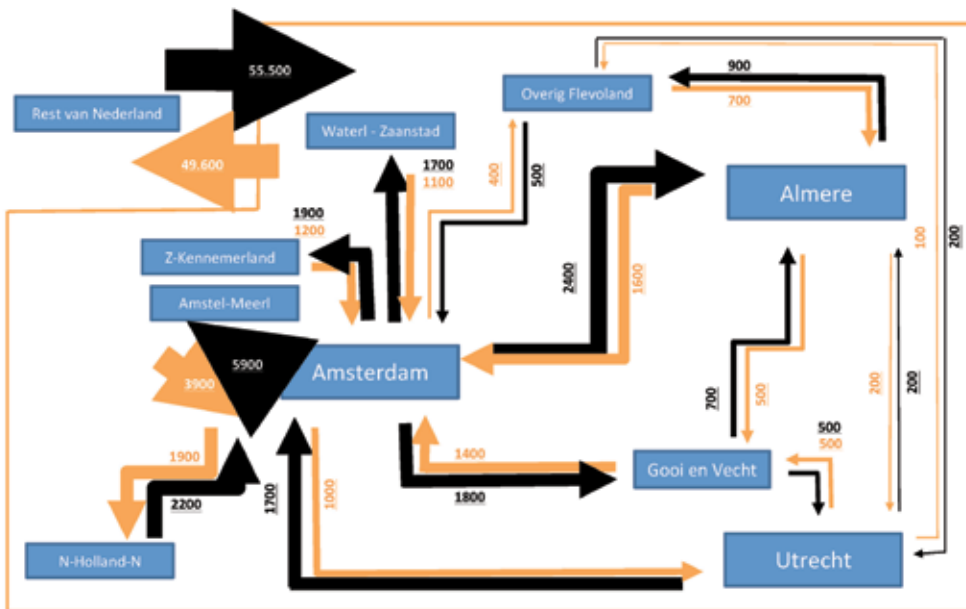 55.500
Rest van Nederland
49.600
Waterl - Zaanstad
Overig Flevoland
900
700
1700
1100
400
500
1900
1200
Z-Kennemerland
Almere
100
200
2400
1600
Amstel-Meerl
5900
3900
Amsterdam
700
500
200
200
1900
2200
1700
1000
1400
1800
500
500
Gooi en Vecht
N-Holland-N
Utrecht